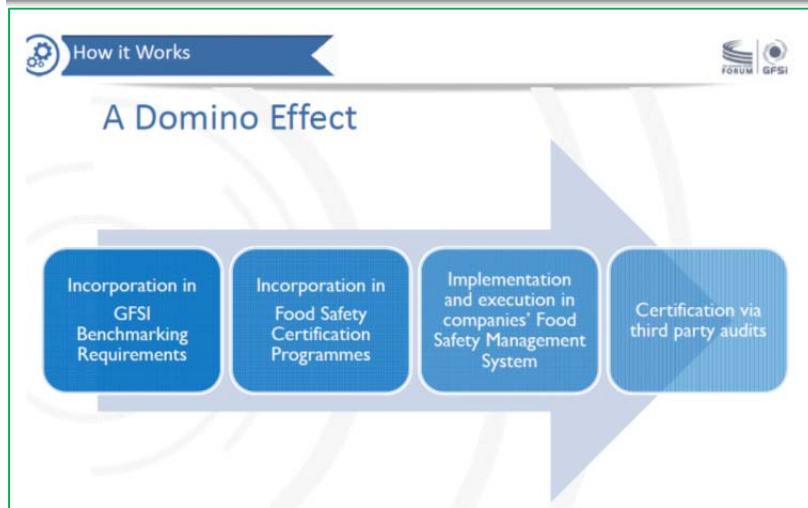 How it Works
FORUM GFSI
A Domino Effect
Incorporation in
GFSI
Benchmarking
Requirements
Incorporation in
Food Safety
Certification
Programmes
Implementation
and execution in
companies' Food
Safety Management
System
Certification via
third party audits